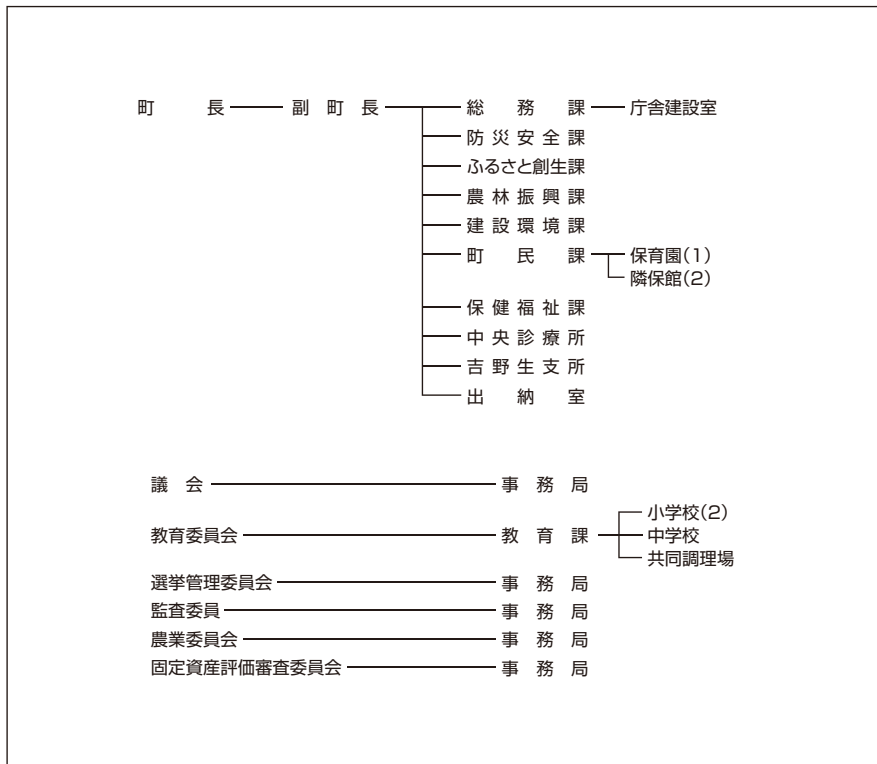 町長 副町長 総務課 庁舎建設室
防災安全課
ふるさと創生課
農林振興課
建設環境課
町民課 保育園(1)
隣保館(2)
保健福祉課
中央診療所
吉野生支所
出納室
議会 事務局
小学校(2)
教育委員会 教育課 中学校
共同調理場
選挙管理委員会 事務局
監査委員 事務局
農業委員会 事務局
固定資産評価審査委員会 事務局